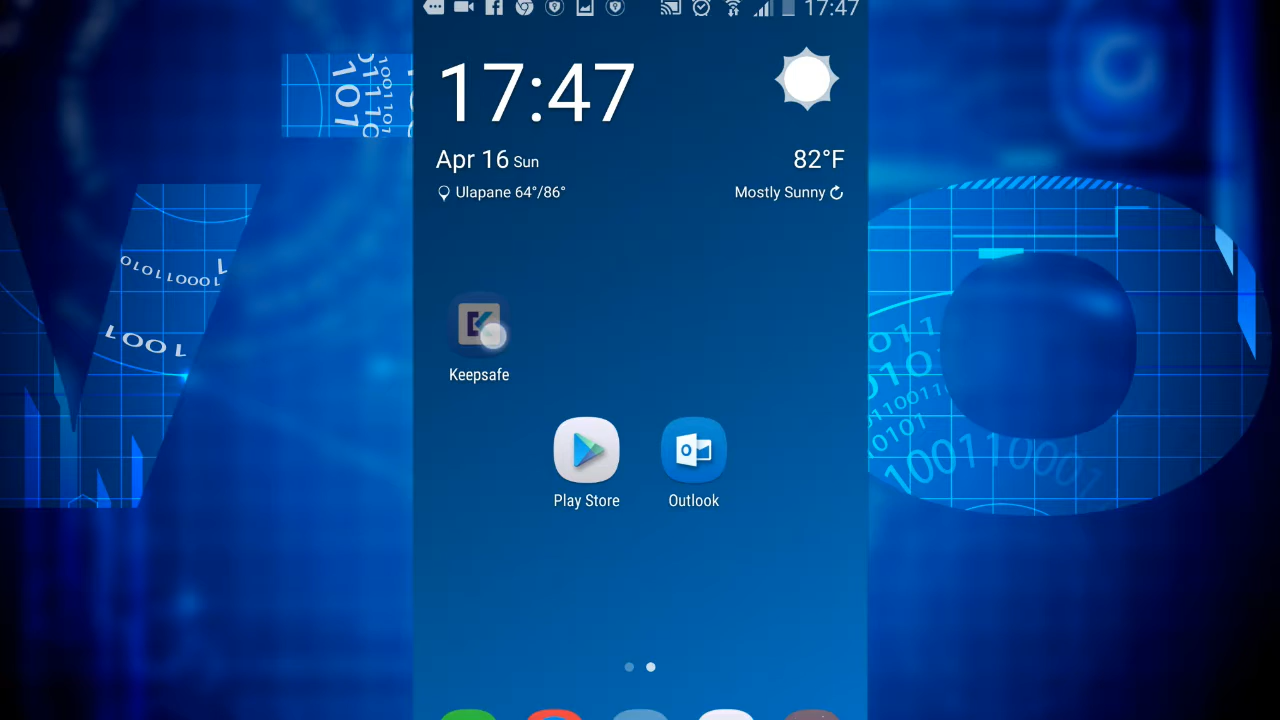 17:47
17:47
Apr 16 Sun
82°F
Ulapane 64°/86°
Mostly Sunny
Keepsafe
Play Store
Outlook